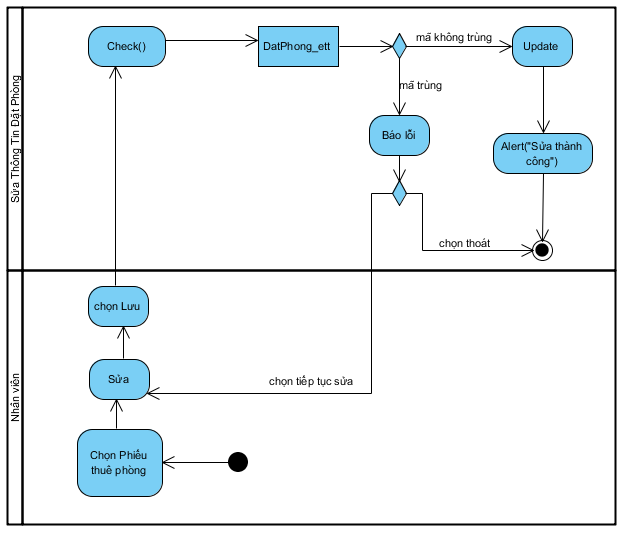 Sửa Thông Tin Dặt Phòng
Check()
DatPhong_ett
mã không trùng
Update
mã trùng
Báo lỗi
Alert("Sửa thành
công")
chọn thoát
Nhân viên
chọn Lưu
Sửa
chọn tiếp tục sửa
Chọn Phiếu
thuê phòng